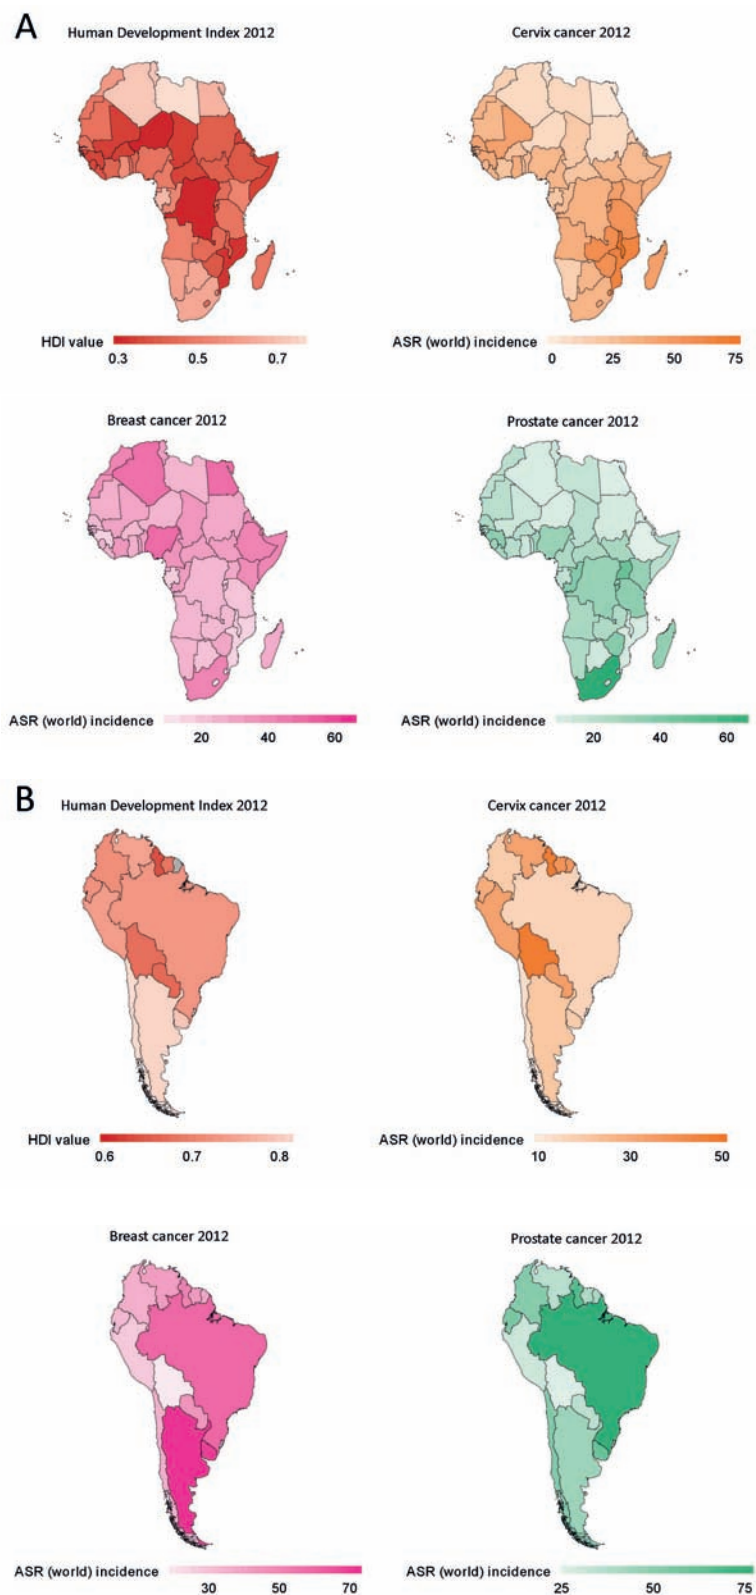 A
Human Development Index 2012
Cervix cancer 2012
HDI value
0.3 0.5 0.7
ASR (world) incidence
0 25 50 75
Breast cancer 2012
Prostate cancer 2012
ASR (world) incidence
20 40 60
ASR (world) incidence
20 40 60
B
Human Development Index 2012
Cervix cancer 2012
HDI value
0.6 0.7 0.8
ASR (world) incidence
10 30 50
Breast cancer 2012
Prostate cancer 2012
ASR (world) incidence
30 50 70
ASR (world) incidence
25 50 75